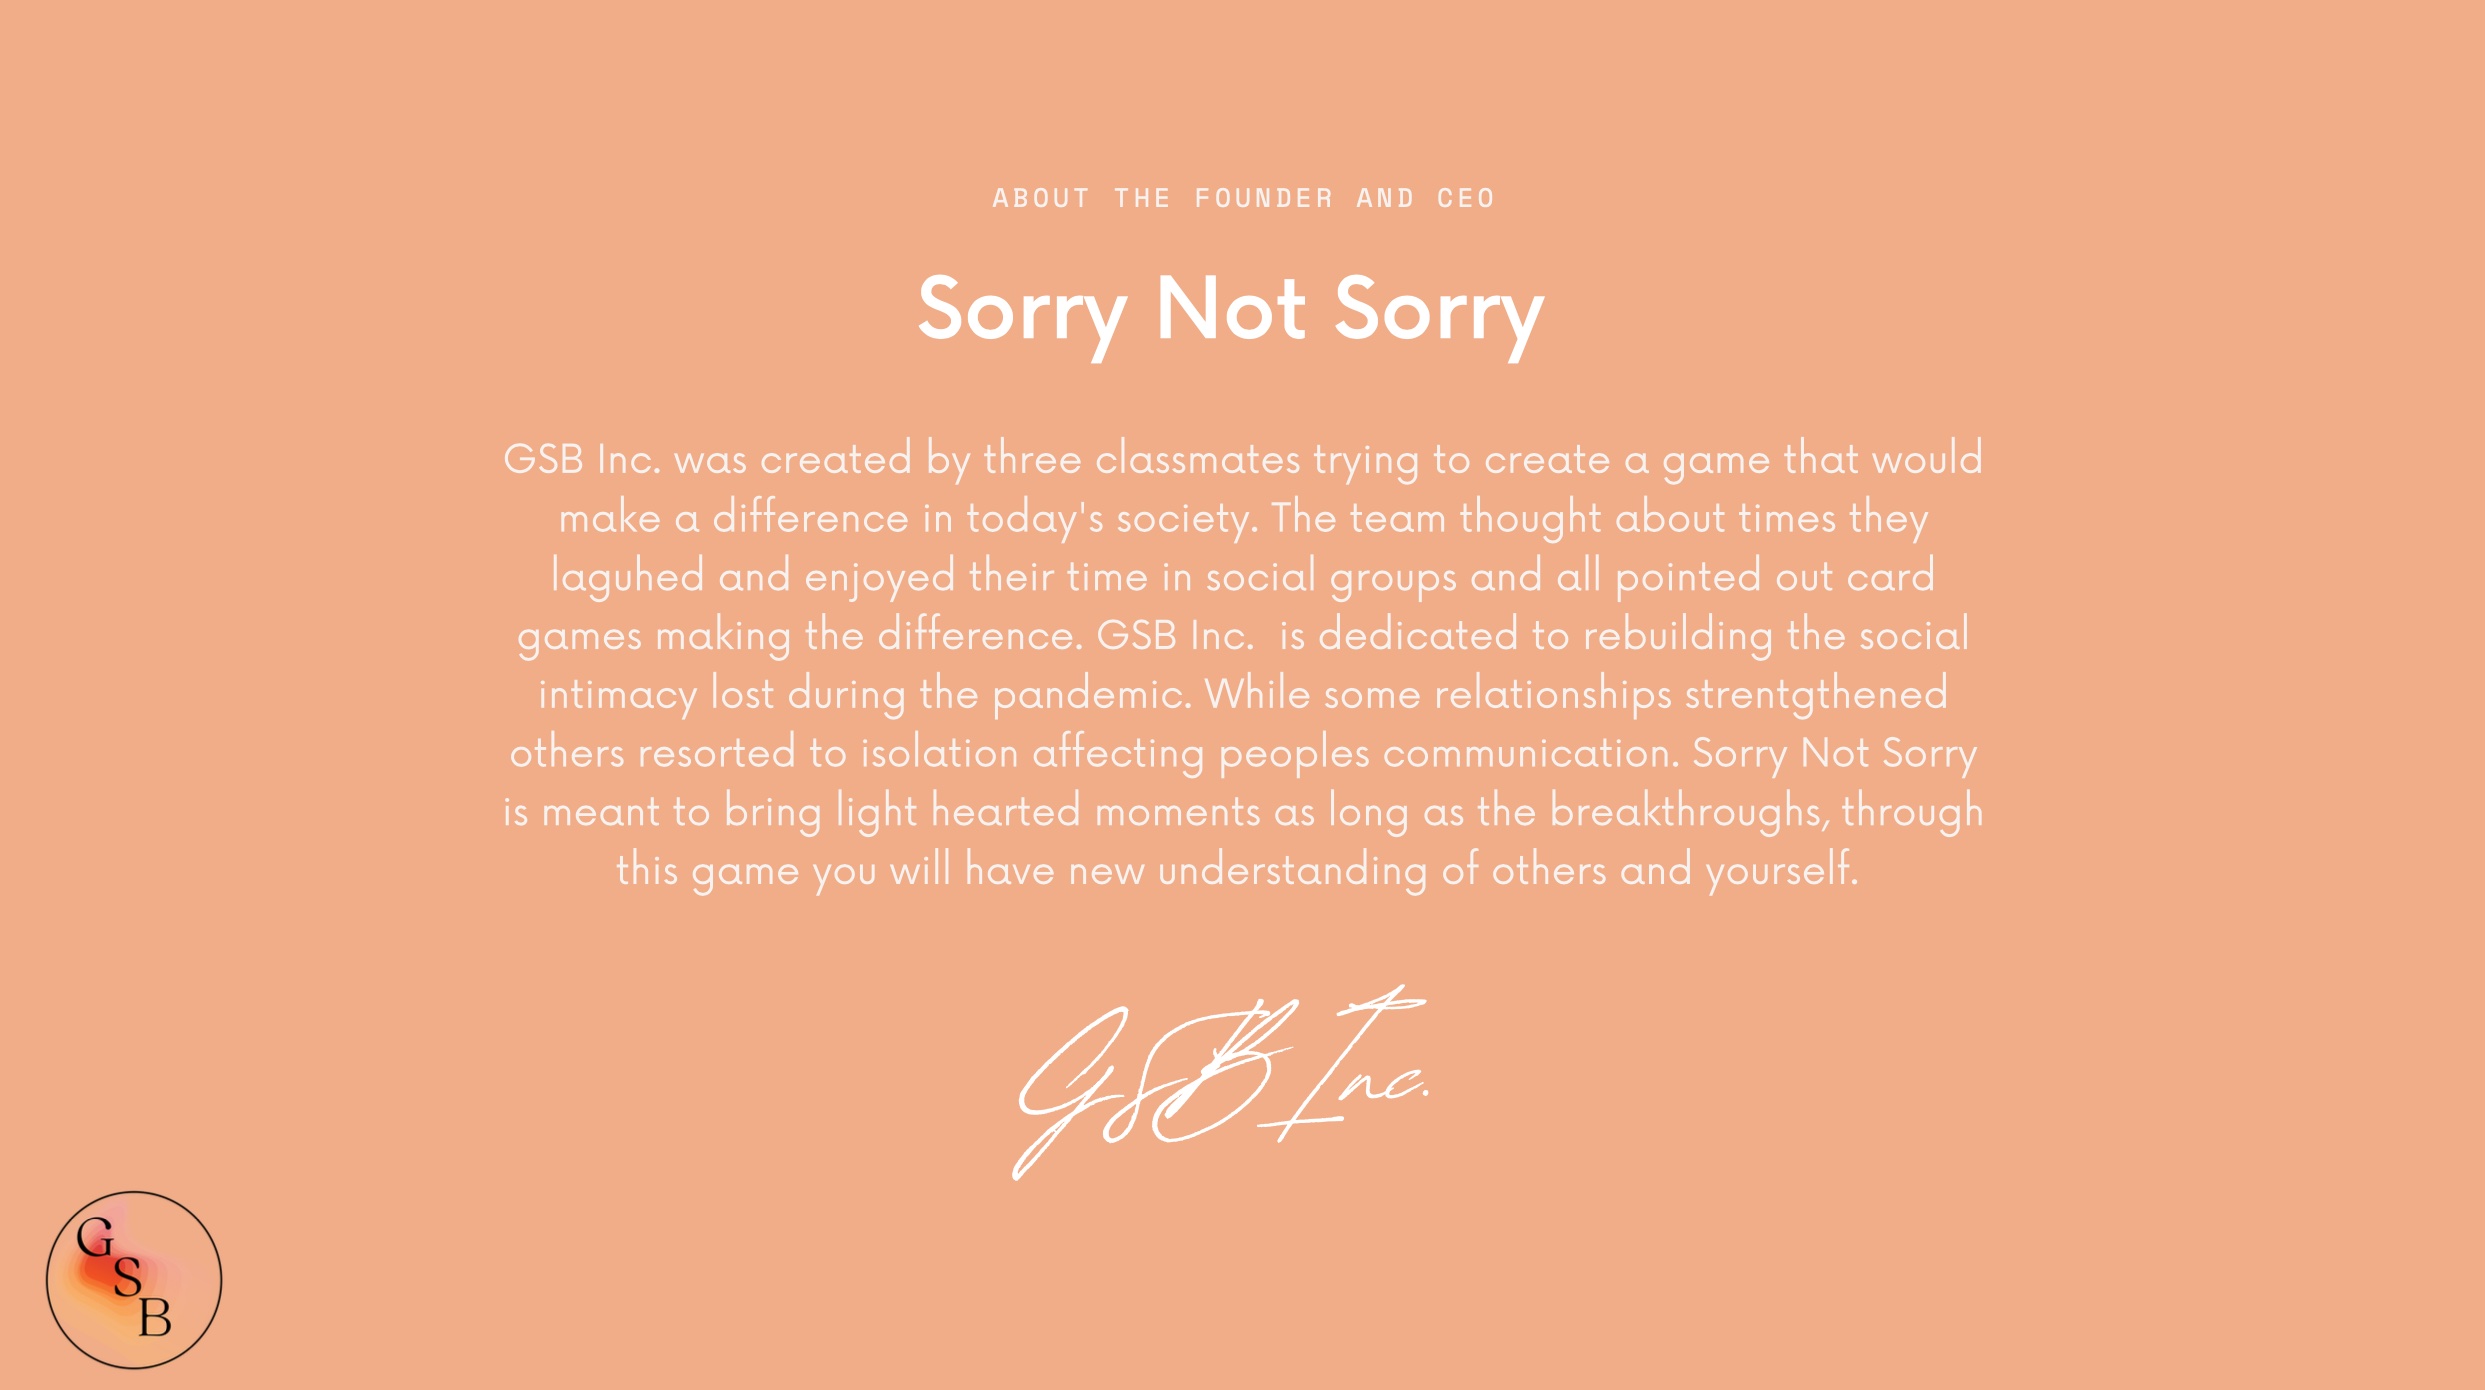 ABOUT THE FOUNDER AND CEO
Sorry Not Sorry
GSB Inc. was created by three classmates trying to create a game that would
make a difference in today's society. The team thought about times they
laguhed and enjoyed their time in social groups and all pointed out card
games making the difference. GSB Inc.  is dedicated to rebuilding the social
intimacy lost during the pandemic. While some relationships strentgthened
others resorted to isolation affecting peoples communication. Sorry Not Sorry
is meant to bring light hearted moments as long as the breakthroughs, through
this game you will have new understanding of others and yourself.
GSB Inc.
G
S
B